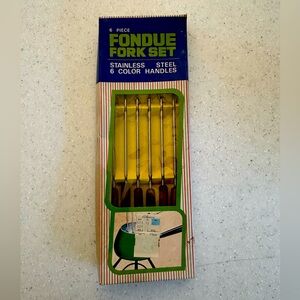 6 PIECE
FONDUE
FORK SET
STAINLESS STEEL
6 COLOR HANDLES